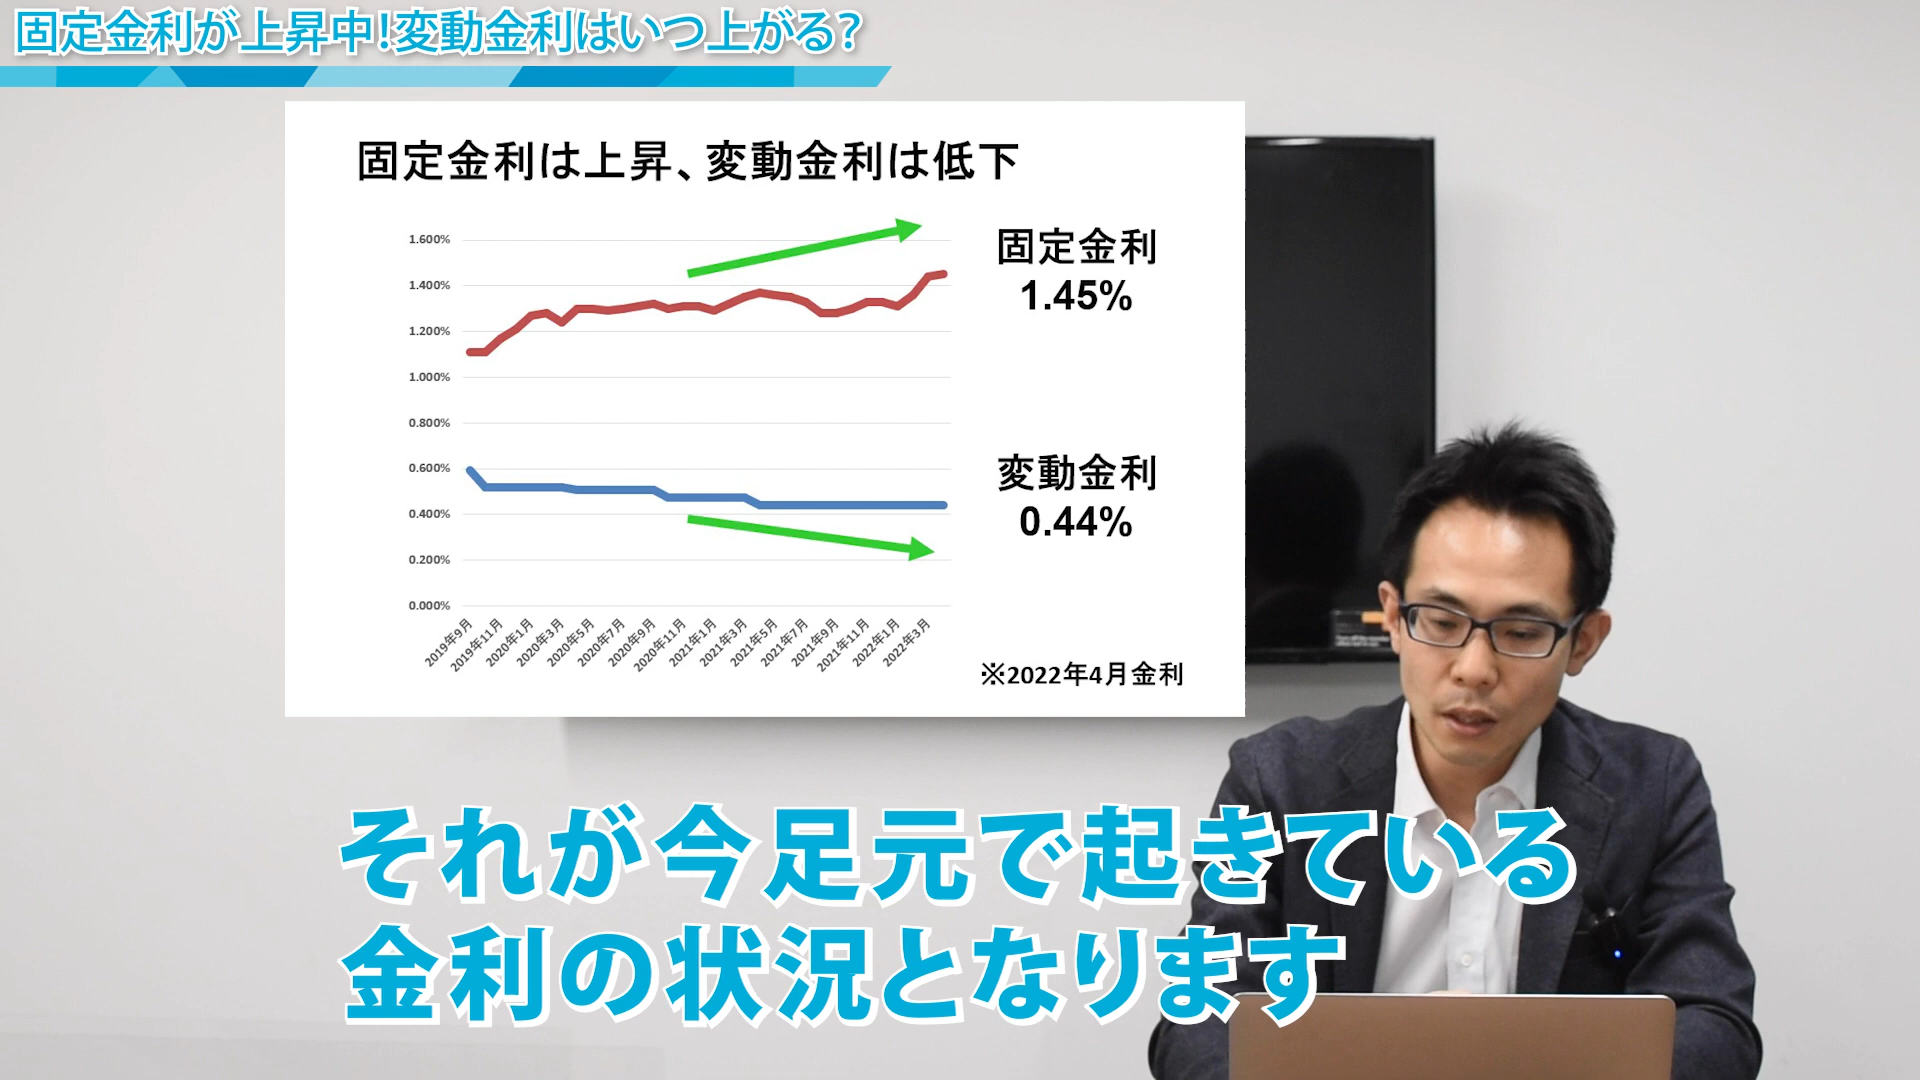 固定金利が上昇中!変動金利はいつ上がる?
固定金利は上昇、変動金利は低下
1.600%
1.400%
1.200%
1.000%
0.800%
0.600%
0.400%
0.200%
0.000%
2019年9月
2019年11月
2020年1月
2020年3月
2020年5月
2020年7月
2020年9月
2020年11月
2021年1月
2021年3月
2021年5月
2021年7月
2021年9月
2021年11月
2022年1月
2022年3月
固定金利
1.45%
変動金利
0.44%
※2022年4月金利
それが今足元で起きている
金利の状況となります